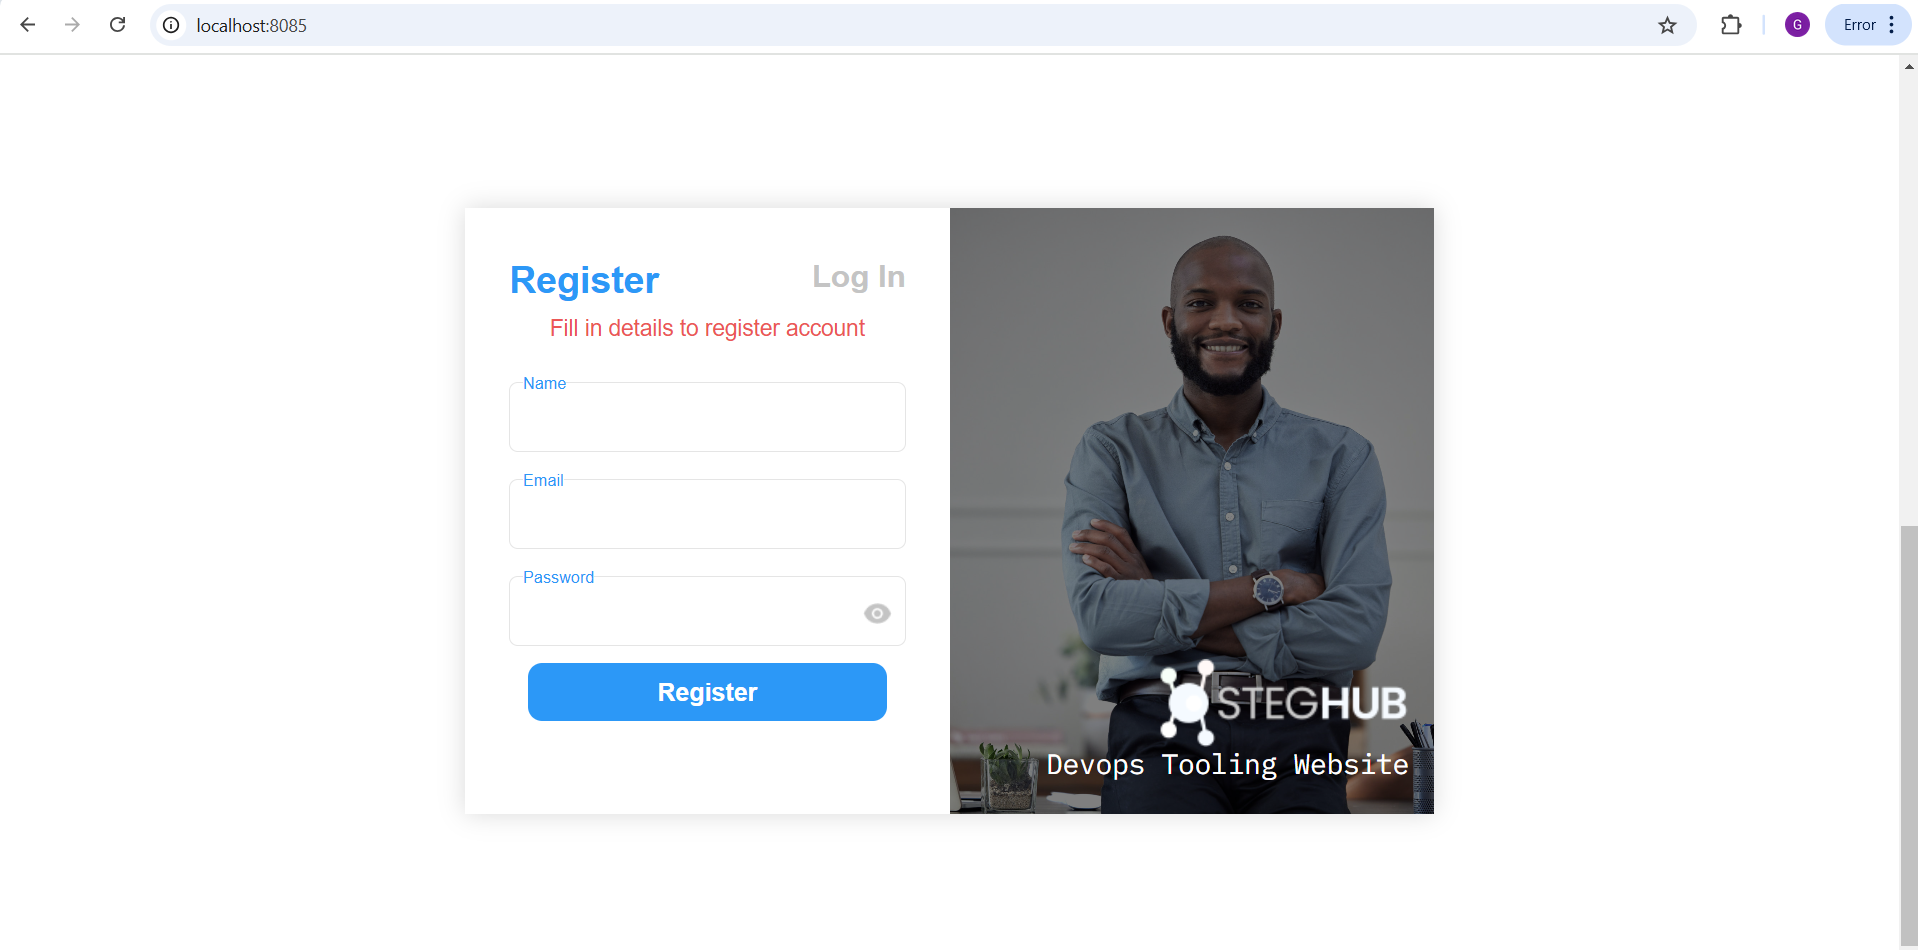 localhost:8085
G
Error
Register
Log In
Fill in details to register account
Name
Email
Password
Register
STEGHUB
Devops Tooling Website